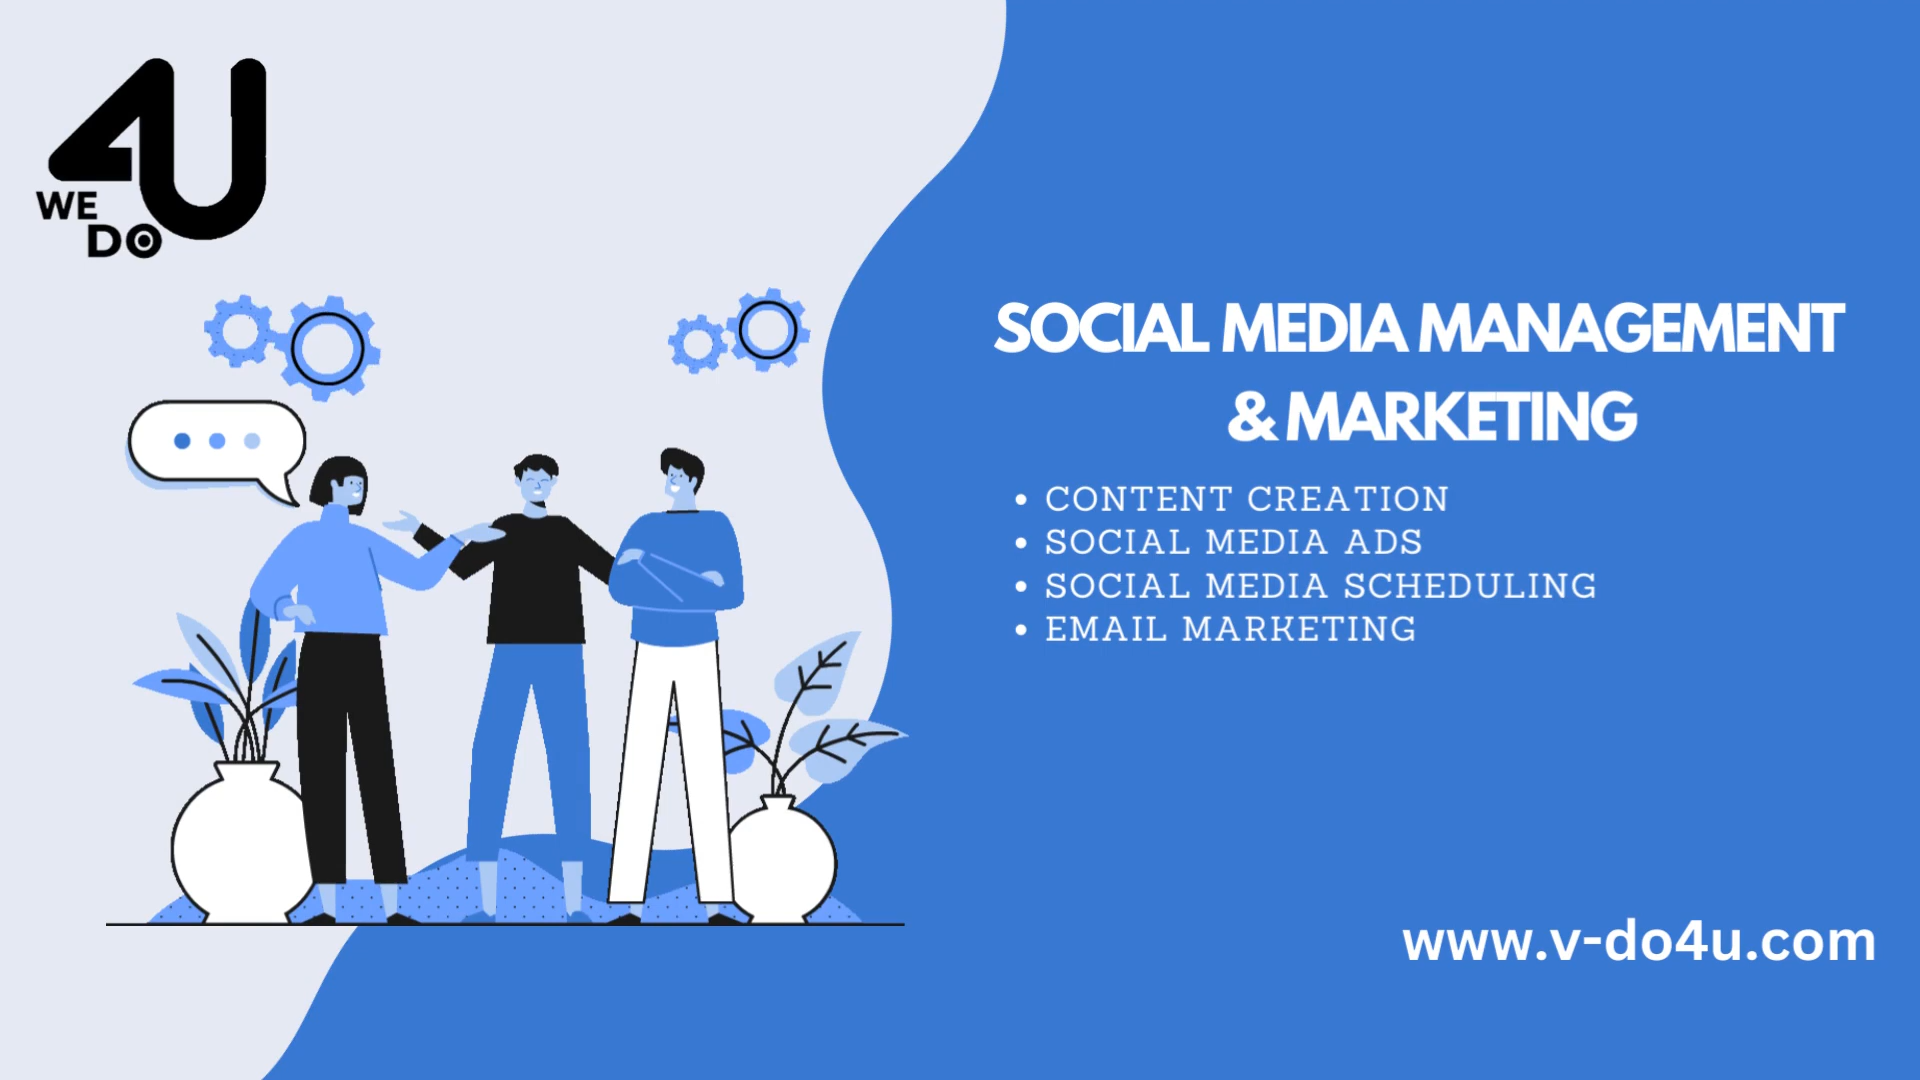 4U
WE
DO
SOCIAL MEDIA MANAGEMENT
& MARKETING
• CONTENT CREATION
• SOCIAL MEDIA ADS
• SOCIAL MEDIA SCHEDULING
• EMAIL MARKETING
www.v-do4u.com